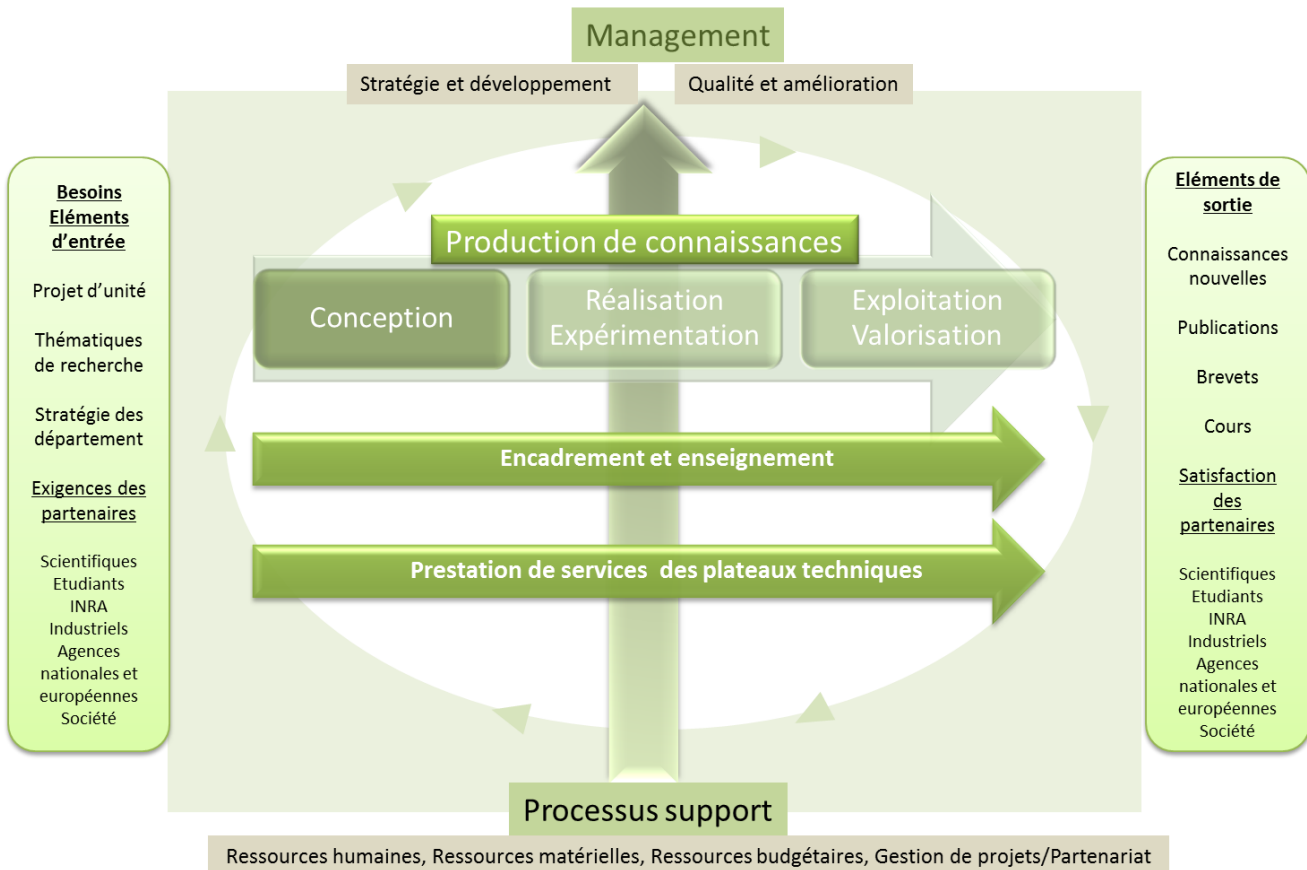 Management
Stratégie et développement
Qualité et amélioration
Besoins
Eléments
d'entrée
Projet d'unité
Thématiques
de recherche
Stratégie des
département
Exigences des
partenaires
Scientifiques
Etudiants
INRA
Industriels
Agences
nationales et
européennes
Société
Production de connaissances
Conception
Réalisation
Expérimentation
Exploitation
Valorisation
Encadrement et enseignement
Prestation de services des plateaux techniques
Eléments de
sortie
Connaissances
nouvelles
Publications
Brevets
Cours
Satisfaction
des
partenaires
Scientifiques
Etudiants
INRA
Industriels
Agences
nationales et
européennes
Société
Processus support
Ressources humaines, Ressources matérielles, Ressources budgétaires, Gestion de projets/Partenariat